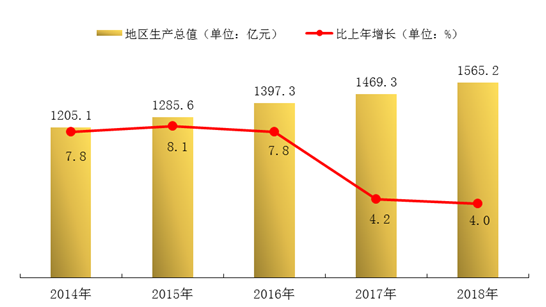 地区生产总值（单位：亿元） 比上年增长（单位：%）
1205.1 1285.6 1397.3 1469.3 1565.2
7.8 8.1 7.8 4.2 4.0
2014年 2015年 2016年 2017年 2018年